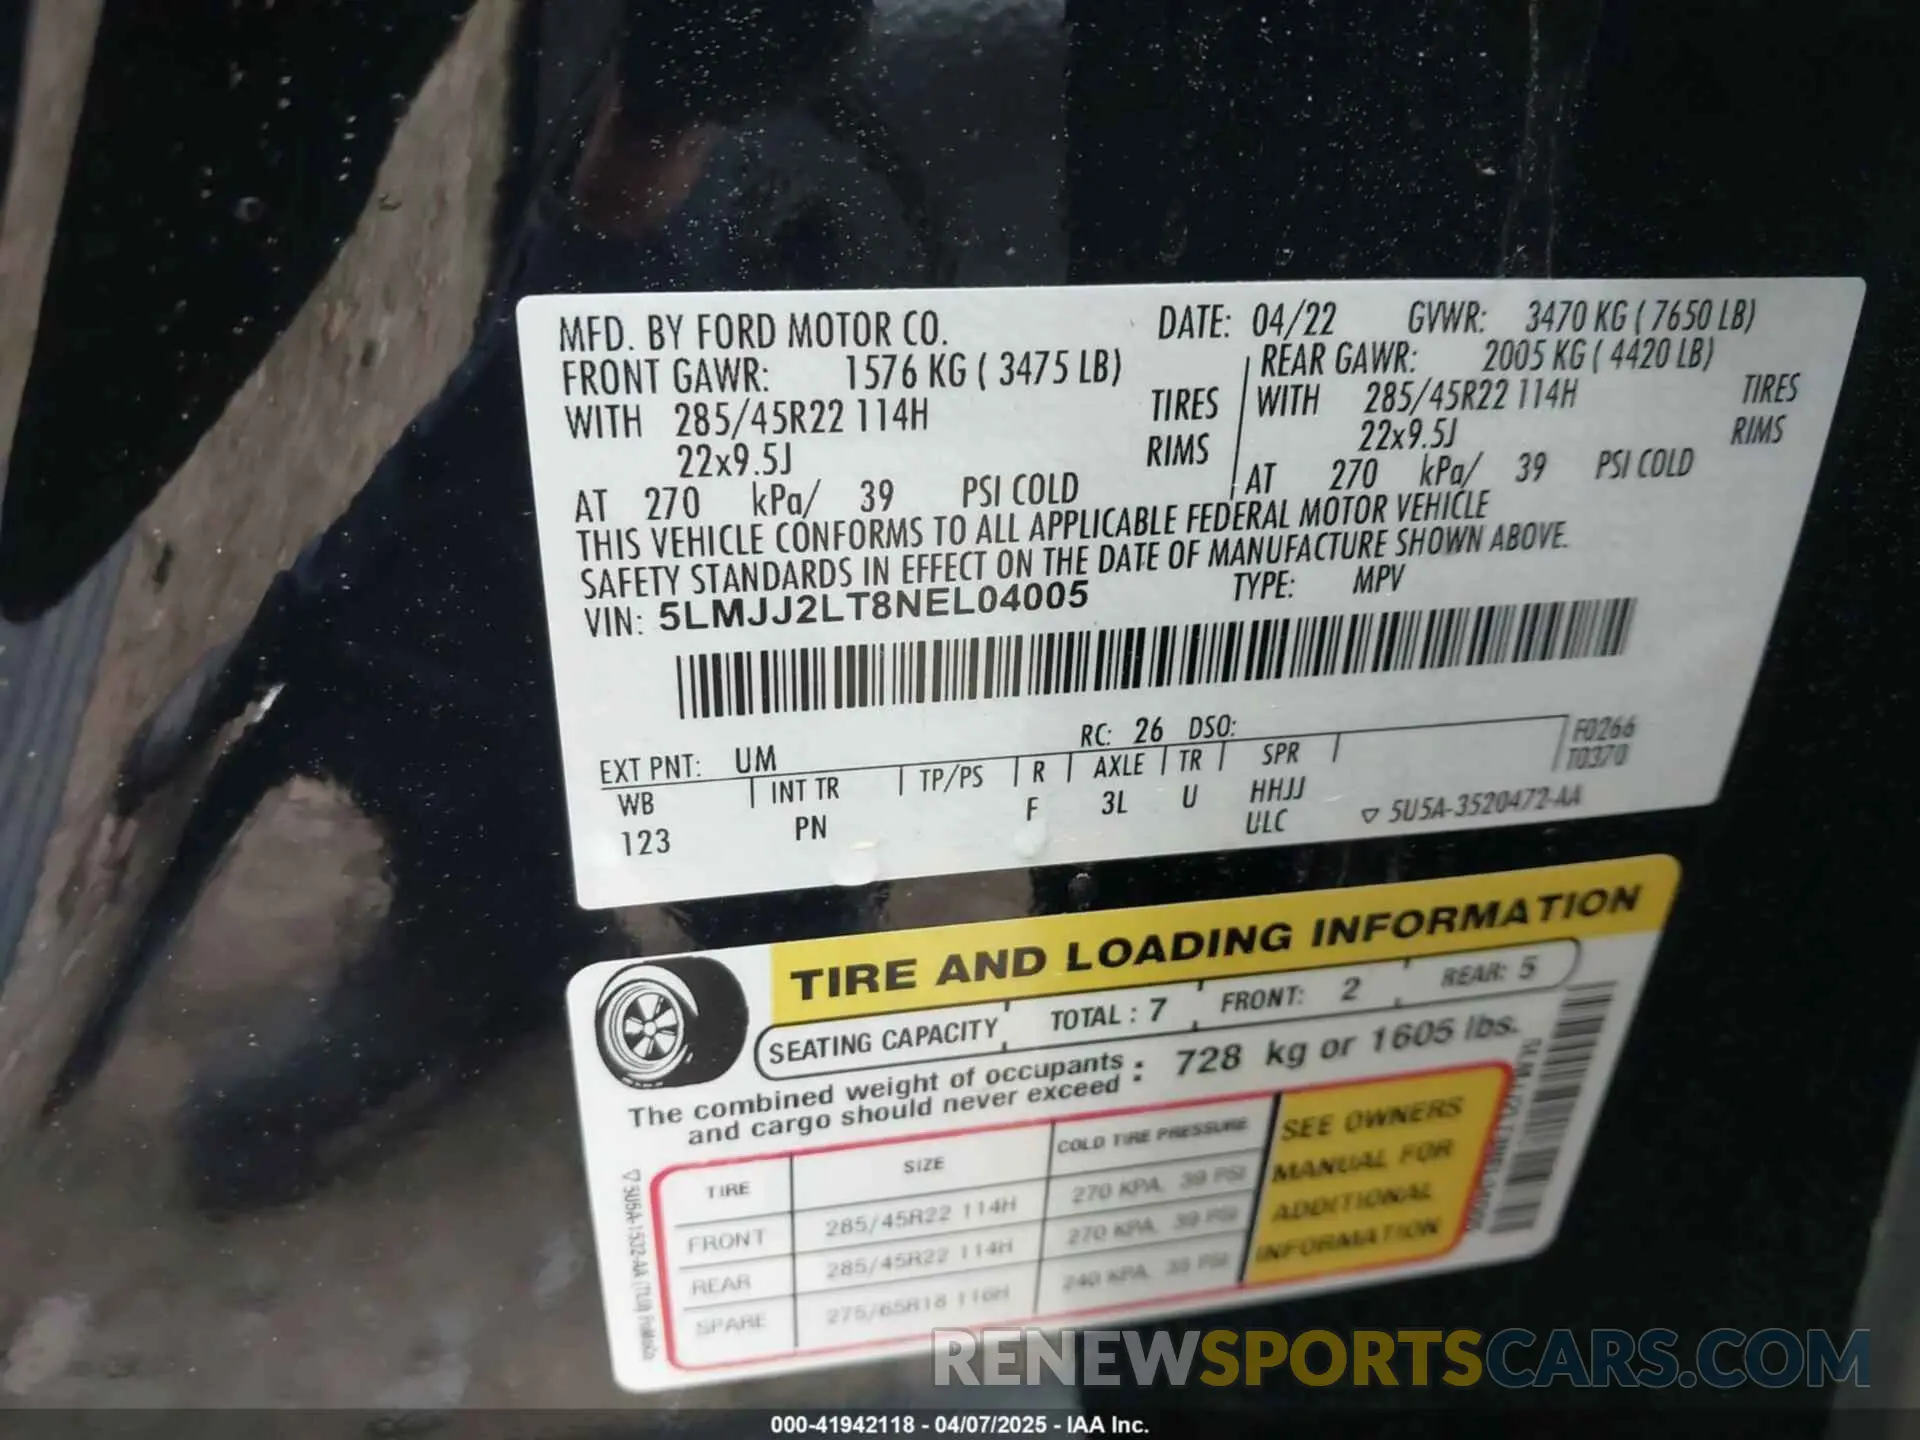 MFD. BY FORD MOTOR CO. DATE: 04/22 GVWR: 3470 KG ( 7650 LB)
FRONT GAWR: 1576 KG ( 3475 LB) REAR GAWR: 2005 KG ( 4420 LB)
WITH 285/45R22 114H TIRES WITH 285/45R22 114H TIRES
22x9.5J RIMS 22x9.5J RIMS
AT 270 kPa/ 39 PSI COLD AT 270 kPa/ 39 PSI COLD
THIS VEHICLE CONFORMS TO ALL APPLICABLE FEDERAL MOTOR VEHICLE
SAFETY STANDARDS IN EFFECT ON THE DATE OF MANUFACTURE SHOWN ABOVE.
VIN: 5LMJJ2LT8NEL04005 TYPE: MPV
EXT PNT: UM RC: 26 DSO: F0266
WB INT TR TP/PS R AXLE TR SPR T0370
123 PN F 3L U HHJJ
ULC ▽ 5U5A-3520472-AA
TIRE AND LOADING INFORMATION
SEATING CAPACITY TOTAL : 7 FRONT: 2 REAR: 5
The combined weight of occupants
and cargo should never exceed : 728 kg or 1605 lbs.
TIRE SIZE COLD TIRE PRESSURE
FRONT 285/45R22 114H 270 KPA, 39 PSI
REAR 285/45R22 114H 270 KPA, 39 PSI
SPARE 275/65R18 116H 240 KPA, 35 PSI
SEE OWNERS
MANUAL FOR
ADDITIONAL
INFORMATION
RENEWSPORTSCARS.COM
000-41942118 - 04/07/2025 - IAA Inc.